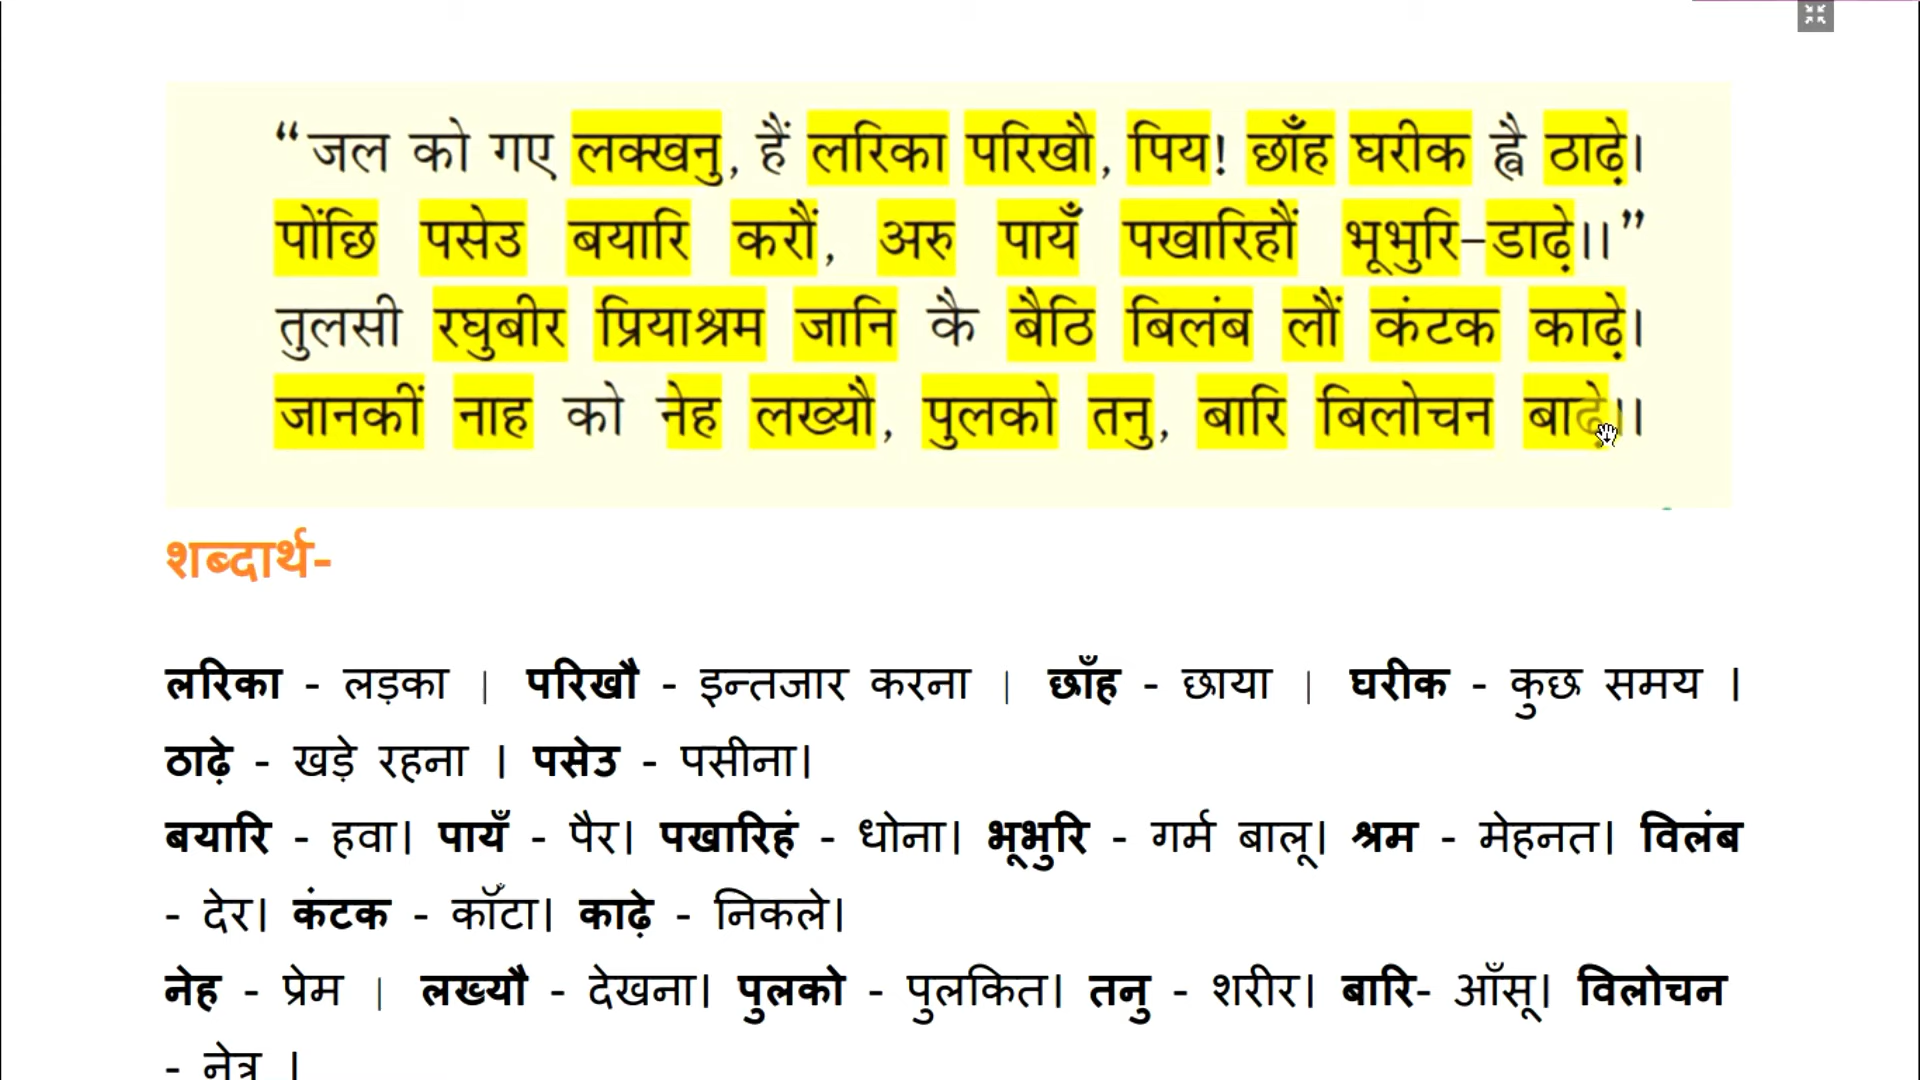 “जल को गए लक्खनु, हैं लरिका परिखौ, पिय! छाँह घरीक ह्वै ठाढ़े।
पोंछि पसेउ बयारि करौं, अरु पायँ पखारिहौं भूभुरि–डाढ़े।।”
तुलसी रघुबीर प्रियाश्रम जानि कै बैठि बिलंब लौं कंटक काढ़े।
जानकीं नाह को नेह लख्यौ, पुलको तनु, बारि बिलोचन बाढ़े।।
शब्दार्थ-
लरिका - लड़का | परिखौ - इन्तजार करना | छाँह - छाया | घरीक - कुछ समय ।
ठाढ़े - खड़े रहना । पसेउ - पसीना।
बयारि - हवा। पायँ - पैर। पखारिहं - धोना। भूभुरि - गर्म बालू। श्रम - मेहनत। विलंब
- देर। कंटक - काँटा। काढ़े - निकले।
नेह - प्रेम | लख्यौ - देखना। पुलको - पुलकित। तनु - शरीर। बारि- आँसू। विलोचन
- नेत्र ।